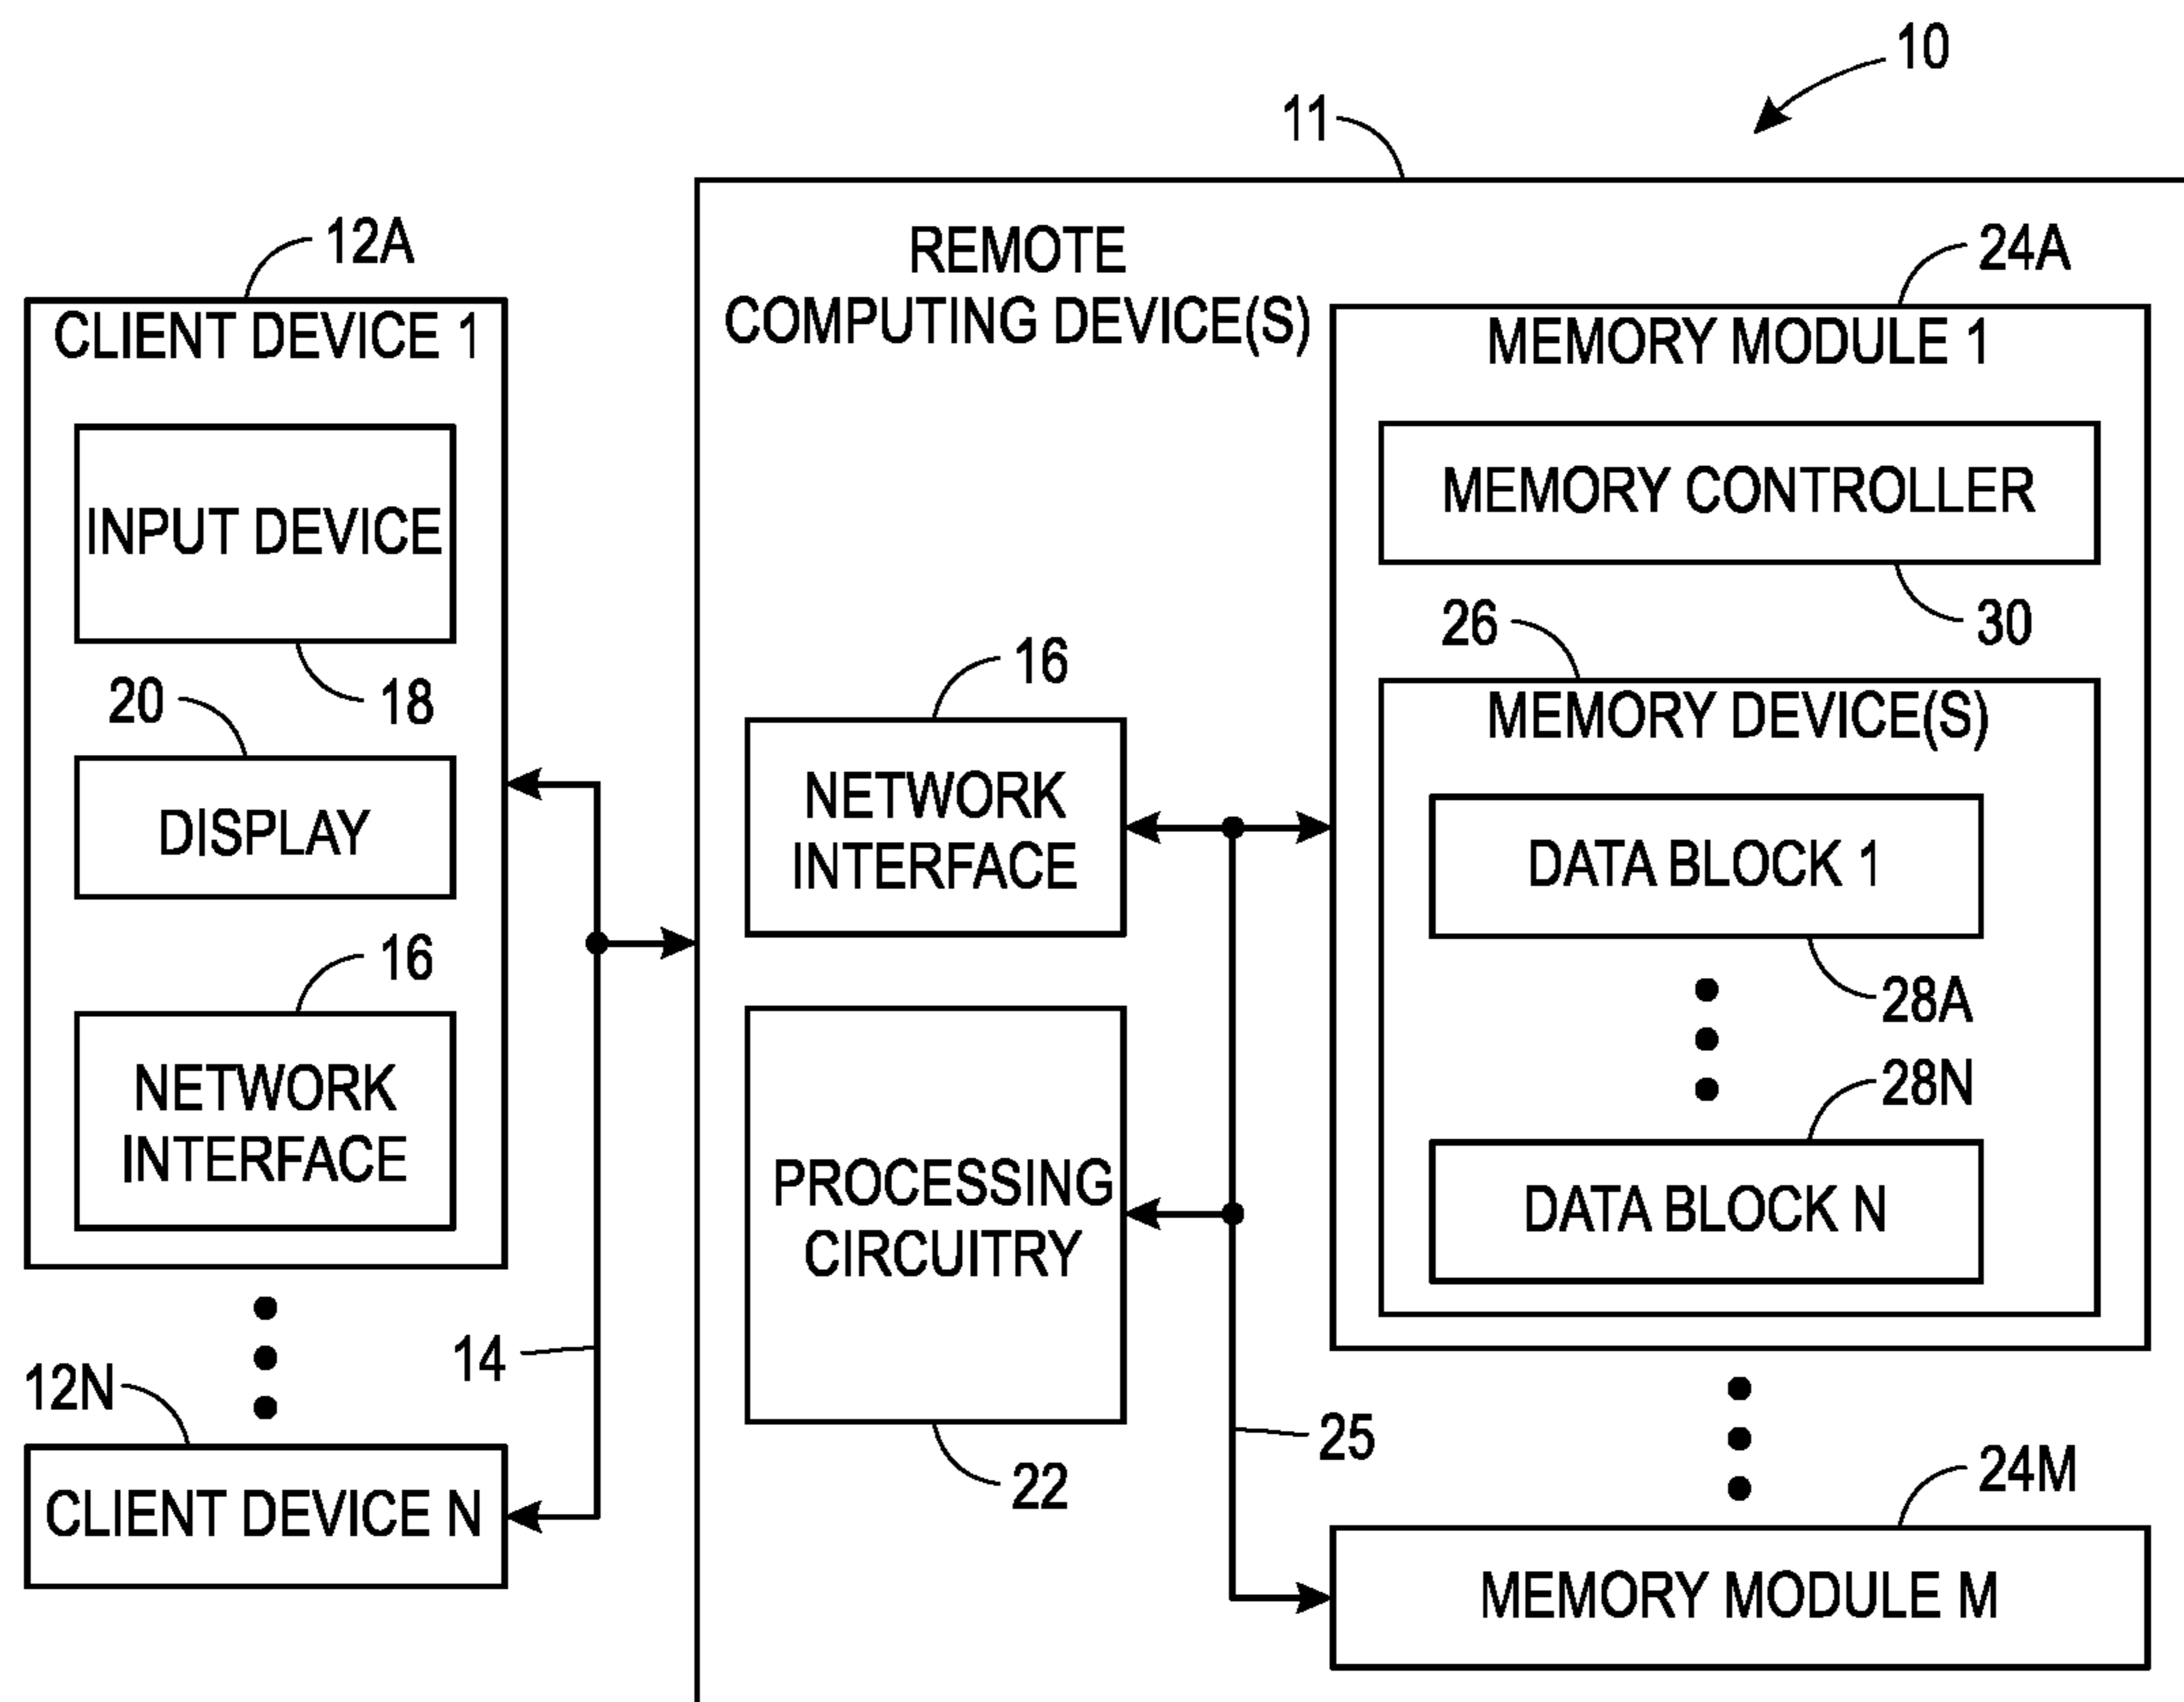 10
11
12A
CLIENT DEVICE 1
INPUT DEVICE
18
20
DISPLAY
16
NETWORK
INTERFACE
12N
CLIENT DEVICE N
14
REMOTE
COMPUTING DEVICE(S)
16
NETWORK
INTERFACE
PROCESSING
CIRCUITRY
22
25
24A
MEMORY MODULE 1
MEMORY CONTROLLER
30
26
MEMORY DEVICE(S)
DATA BLOCK 1
28A
28N
DATA BLOCK N
24M
MEMORY MODULE M